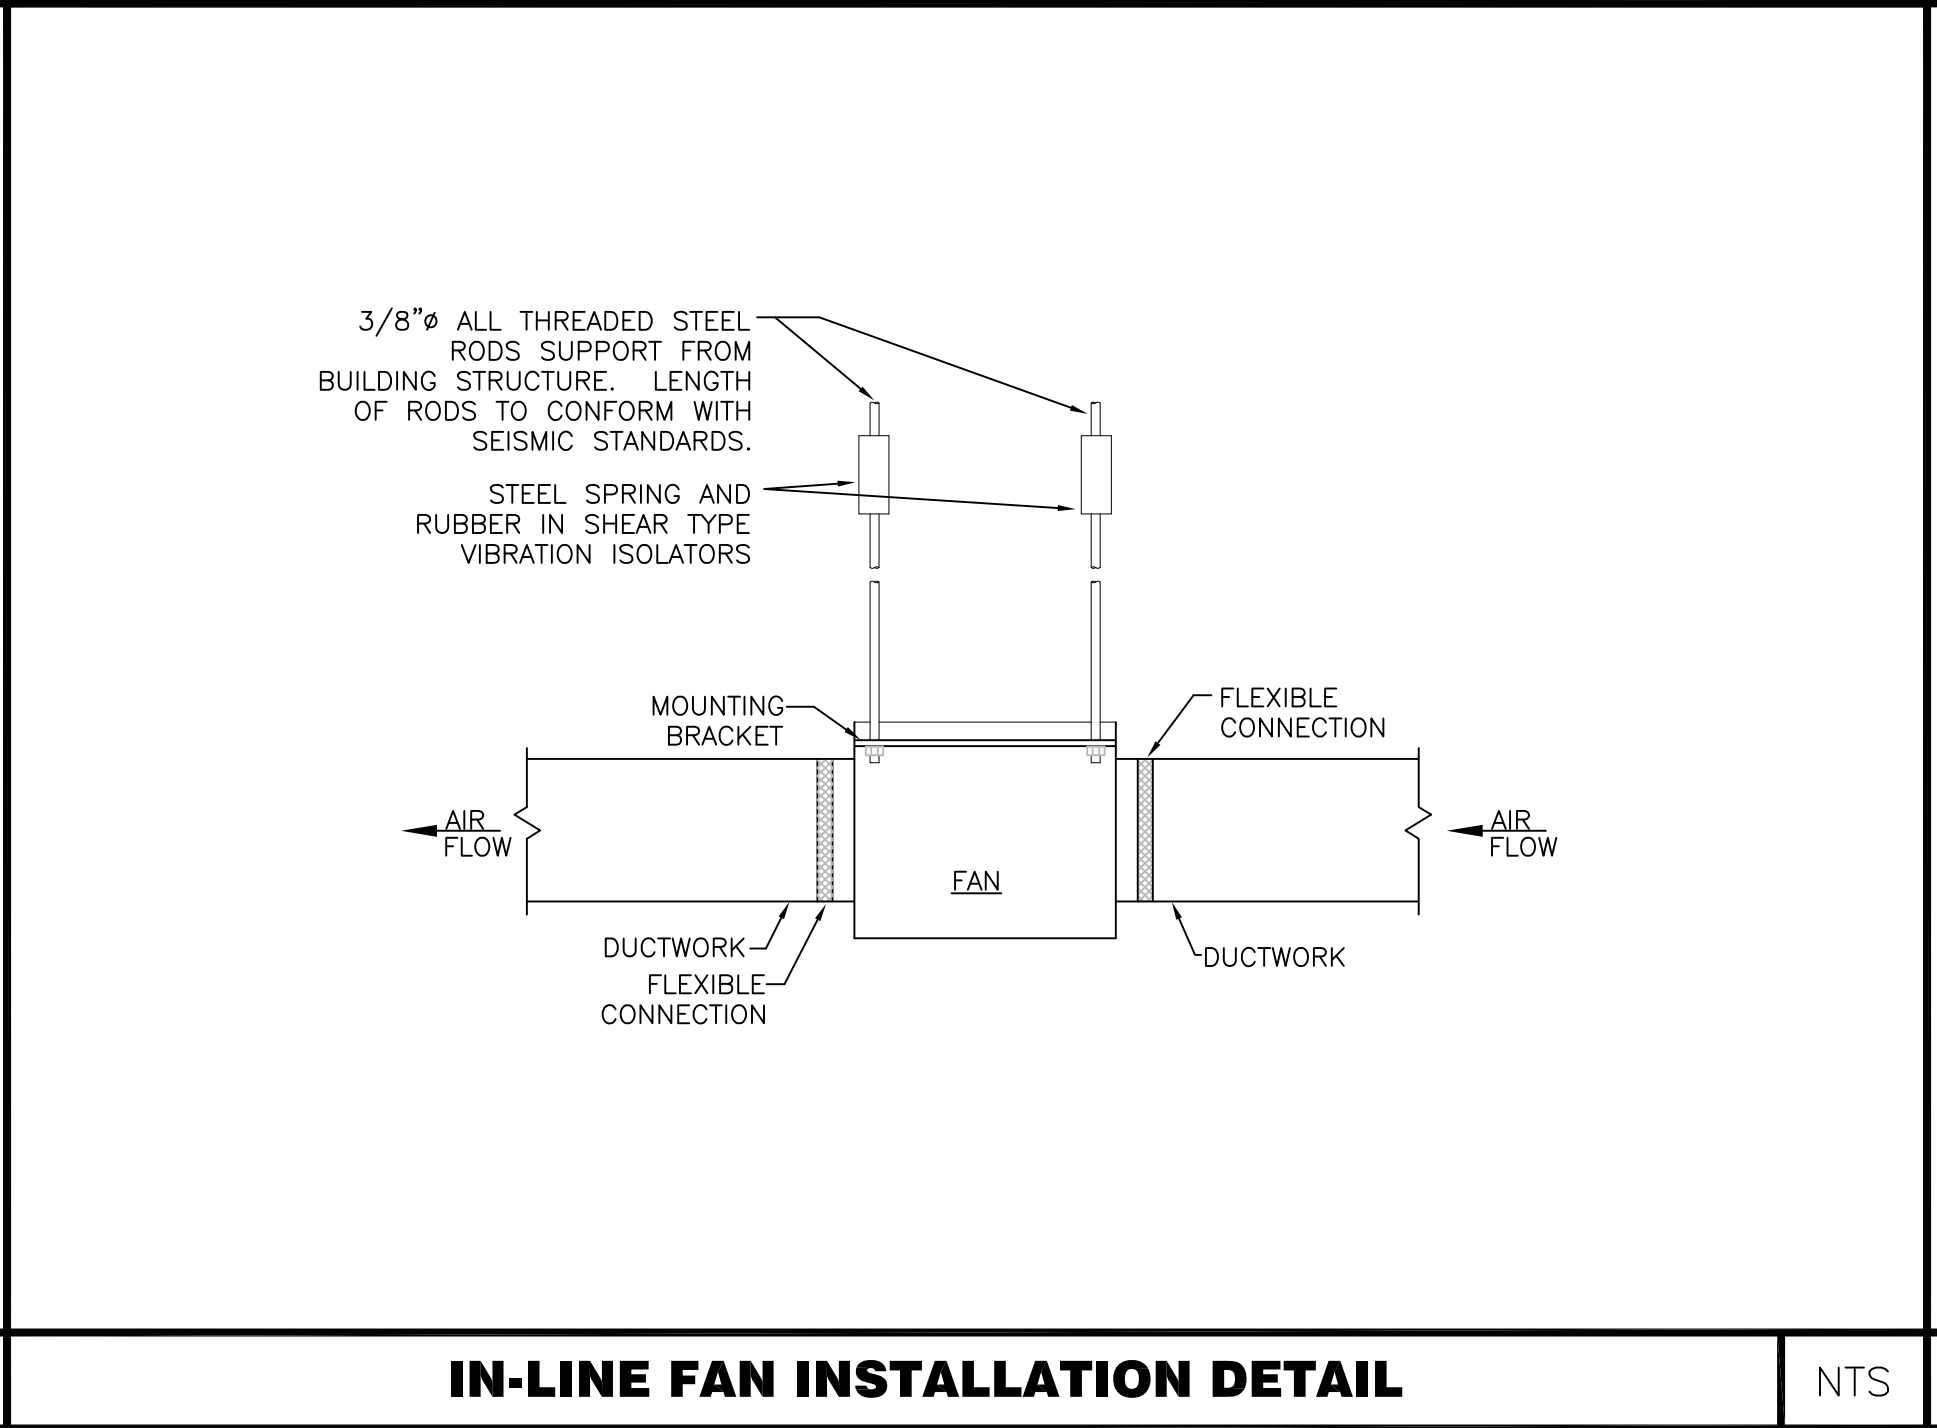 3/8"ø ALL THREADED STEEL
RODS SUPPORT FROM
BUILDING STRUCTURE. LENGTH
OF RODS TO CONFORM WITH
SEISMIC STANDARDS.
STEEL SPRING AND
RUBBER IN SHEAR TYPE
VIBRATION ISOLATORS
MOUNTING
BRACKET
FLEXIBLE
CONNECTION
AIR
FLOW
FAN
AIR
FLOW
DUCTWORK
FLEXIBLE
CONNECTION
DUCTWORK
IN-LINE FAN INSTALLATION DETAIL
NTS